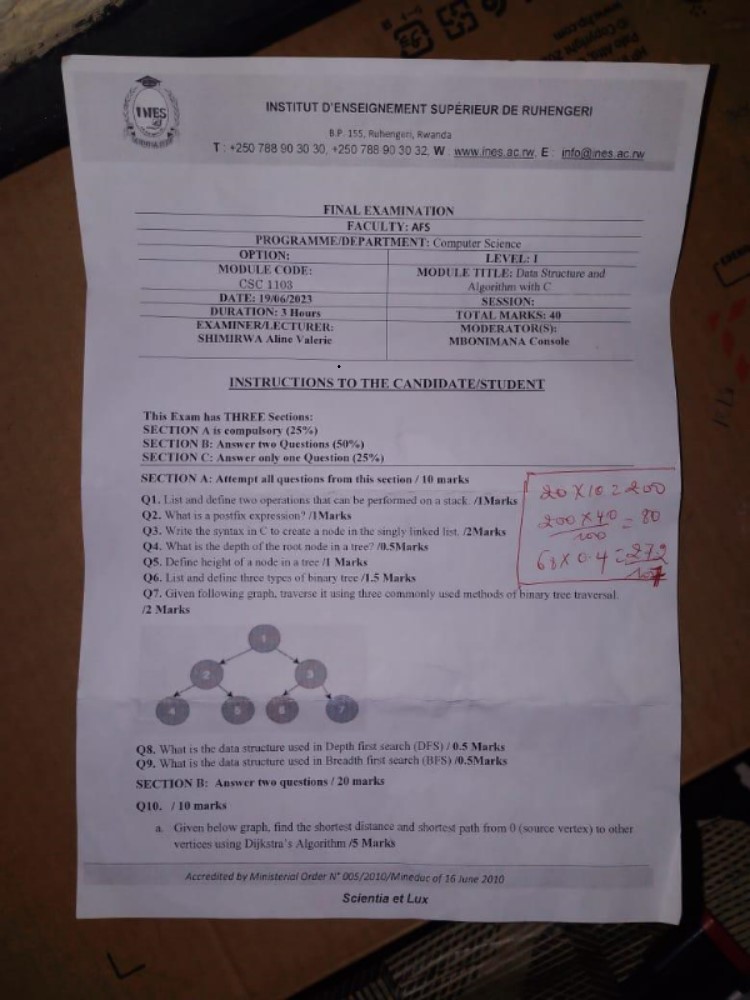 INES
INSTITUT D'ENSEIGNEMENT SUPÉRIEUR DE RUHENGERI
B.P. 155, Ruhengeri, Rwanda
T : +250 788 90 30 30, +250 788 90 30 32, W : www.ines.ac.rw, E : info@ines.ac.rw
FINAL EXAMINATION
FACULTY: AFS
PROGRAMME/DEPARTMENT: Computer Science
OPTION:
LEVEL: I
MODULE CODE:
CSC 1103
MODULE TITLE: Data Structure and
Algorithm with C
DATE: 19/06/2023
SESSION:
DURATION: 3 Hours
TOTAL MARKS: 40
EXAMINER/LECTURER:
SHIMIRWA Aline Valerie
MODERATOR(S):
MBONIMANA Console
INSTRUCTIONS TO THE CANDIDATE/STUDENT
This Exam has THREE Sections:
SECTION A is compulsory (25%)
SECTION B: Answer two Questions (50%)
SECTION C: Answer only one Question (25%)
SECTION A: Attempt all questions from this section / 10 marks
Q1. List and define two operations that can be performed on a stack. /1Marks
Q2. What is a postfix expression? /1Marks
Q3. Write the syntax in C to create a node in the singly linked list. /2Marks
Q4. What is the depth of the root node in a tree? /0.5Marks
Q5. Define height of a node in a tree /1 Marks
Q6. List and define three types of binary tree /1.5 Marks
Q7. Given following graph, traverse it using three commonly used methods of binary tree traversal.
/2 Marks
20 X 10 = 200
200 X 40 = 80
100
68 X 0.4 = 272
1
2
3
4
5
6
7
Q8. What is the data structure used in Depth first search (DFS) / 0.5 Marks
Q9. What is the data structure used in Breadth first search (BFS) /0.5Marks
SECTION B: Answer two questions / 20 marks
Q10. / 10 marks
a. Given below graph, find the shortest distance and shortest path from 0 (source vertex) to other
vertices using Dijkstra's Algorithm /5 Marks
Accredited by Ministerial Order N° 005/2010/Mineduc of 16 June 2010
Scientia et Lux